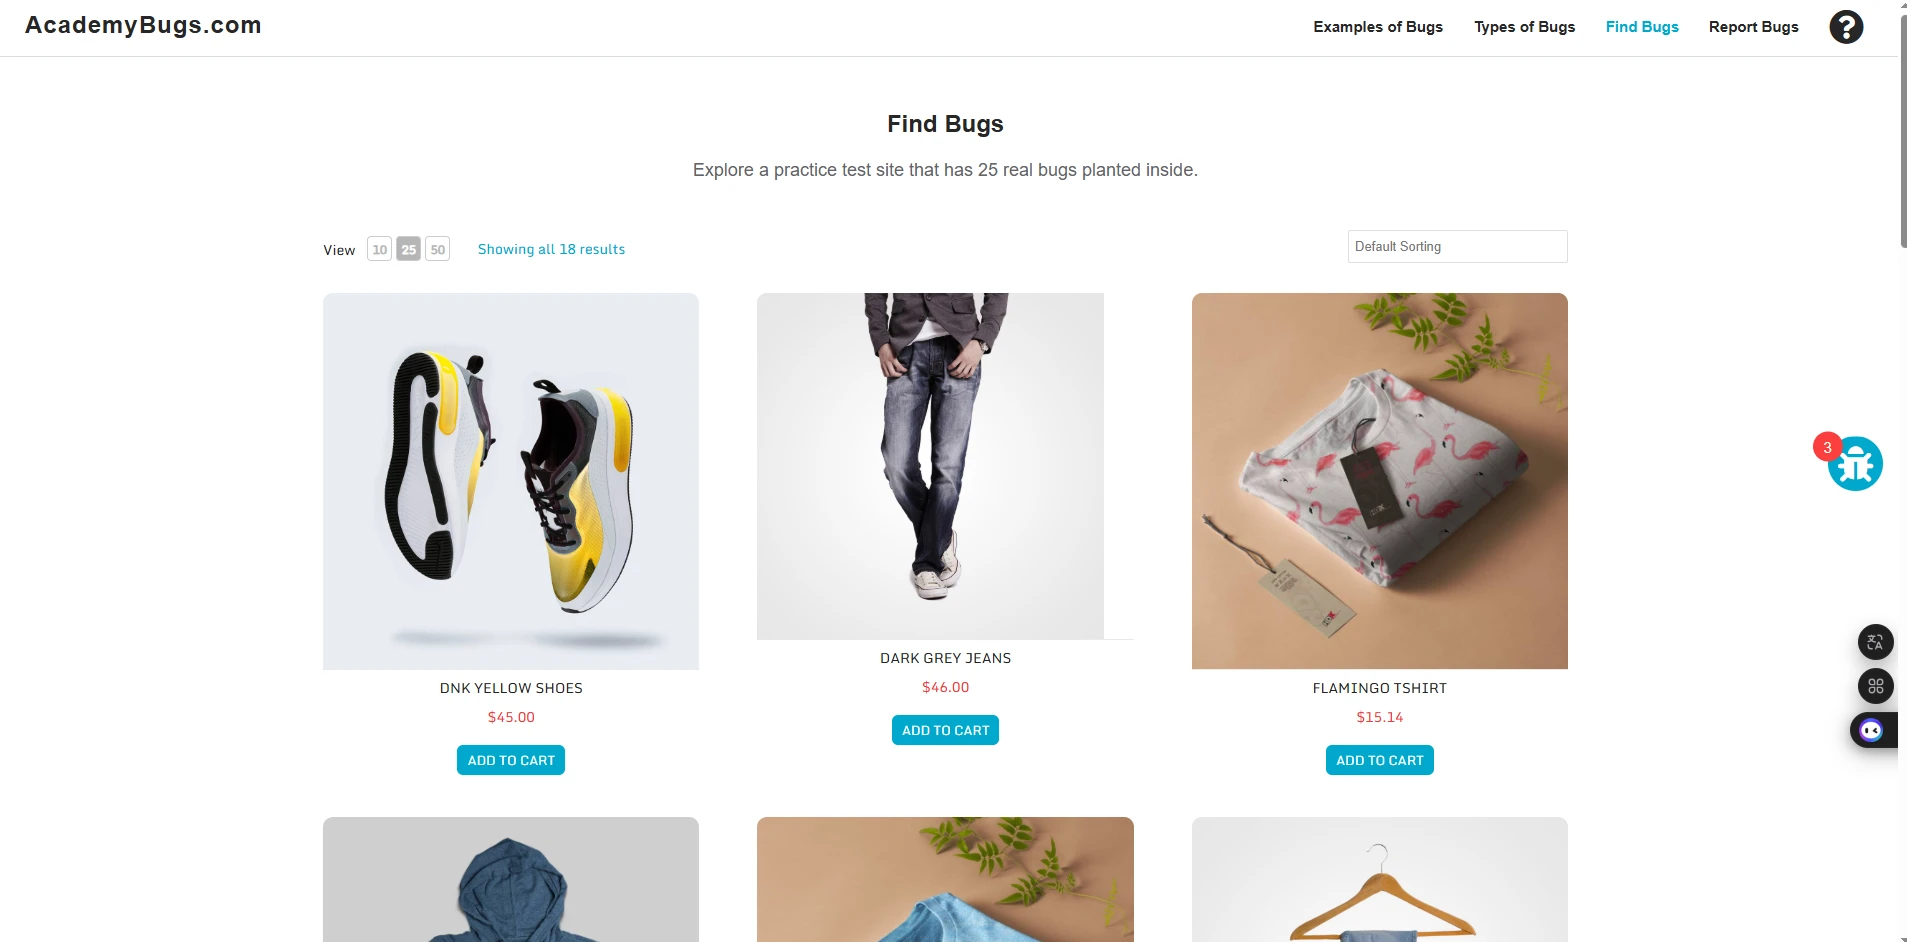 AcademyBugs.com
Examples of Bugs
Types of Bugs
Find Bugs
Report Bugs
?
Find Bugs
Explore a practice test site that has 25 real bugs planted inside.
View
10
25
50
Showing all 18 results
Default Sorting
3
DNK YELLOW SHOES
$45.00
ADD TO CART
DARK GREY JEANS
$46.00
ADD TO CART
FLAMINGO TSHIRT
$15.14
ADD TO CART